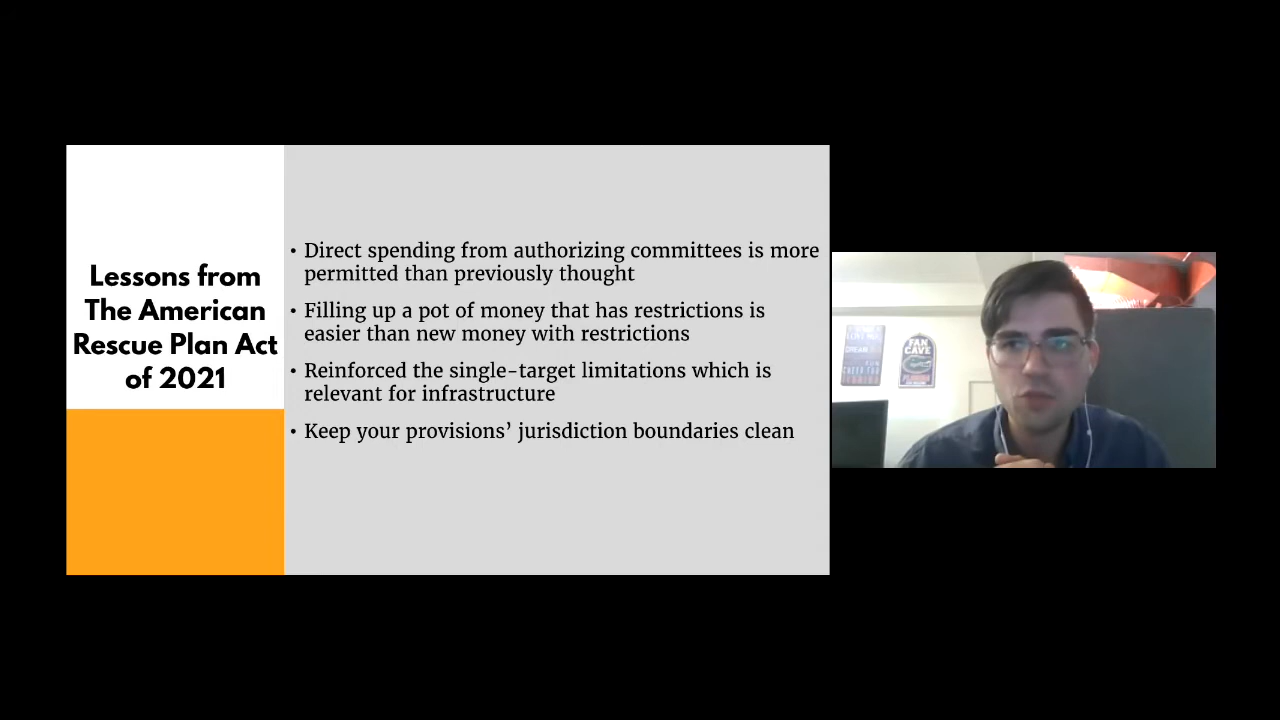 Lessons from
The American
Rescue Plan Act
of 2021
• Direct spending from authorizing committees is more
permitted than previously thought
• Filling up a pot of money that has restrictions is
easier than new money with restrictions
• Reinforced the single-target limitations which is
relevant for infrastructure
• Keep your provisions’ jurisdiction boundaries clean
FAN
CAVE
FLORIDA